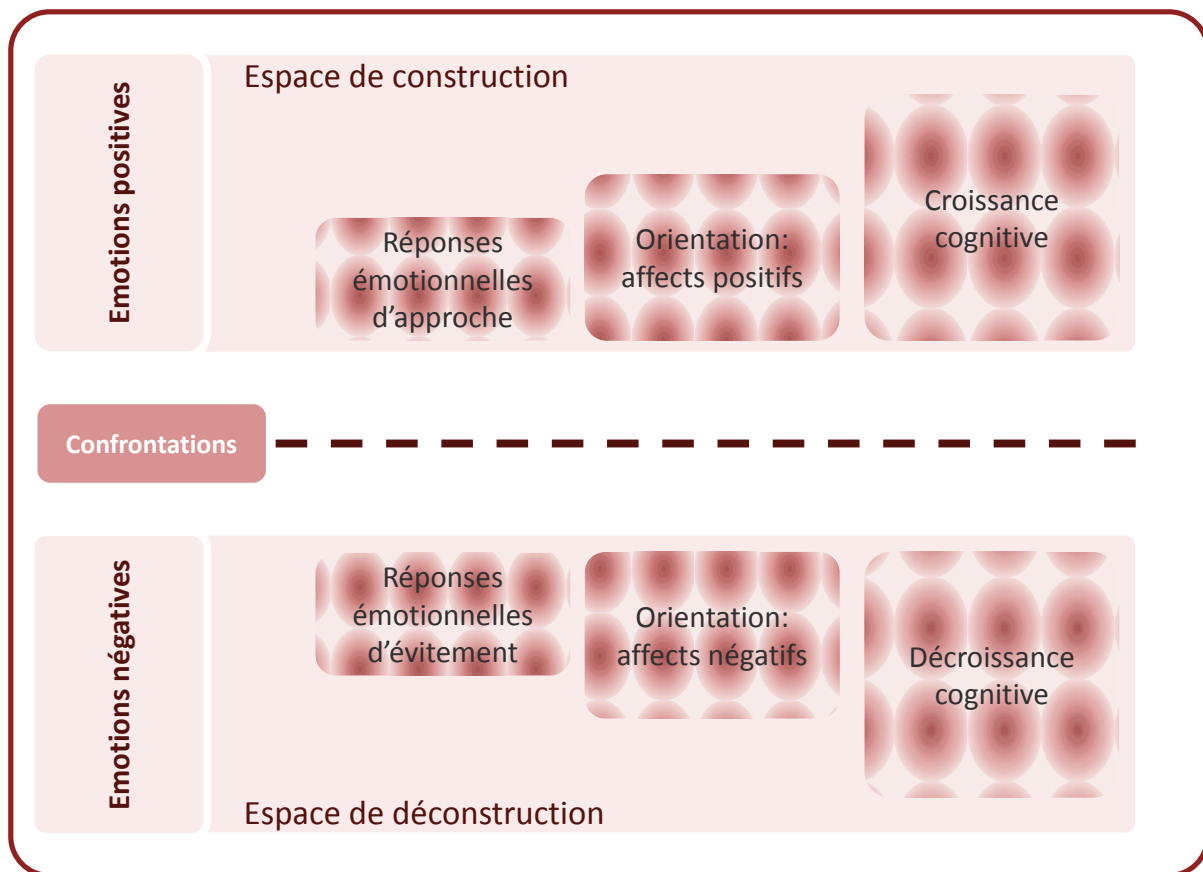 Emotions positives
Espace de construction
Réponses
émotionnelles
d’approche
Orientation:
affects positifs
Croissance
cognitive
Confrontations
Emotions négatives
Réponses
émotionnelles
d’évitement
Orientation:
affects négatifs
Décroissance
cognitive
Espace de déconstruction